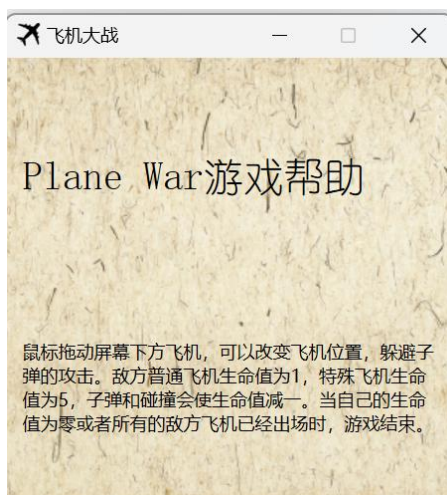 飞机大战
Plane War游戏帮助
鼠标拖动屏幕下方飞机，可以改变飞机位置，躲避子
弹的攻击。敌方普通飞机生命值为1，特殊飞机生命
值为5，子弹和碰撞会使生命值减一。当自己的生命
值为零或者所有的敌方飞机已经出场时，游戏结束。